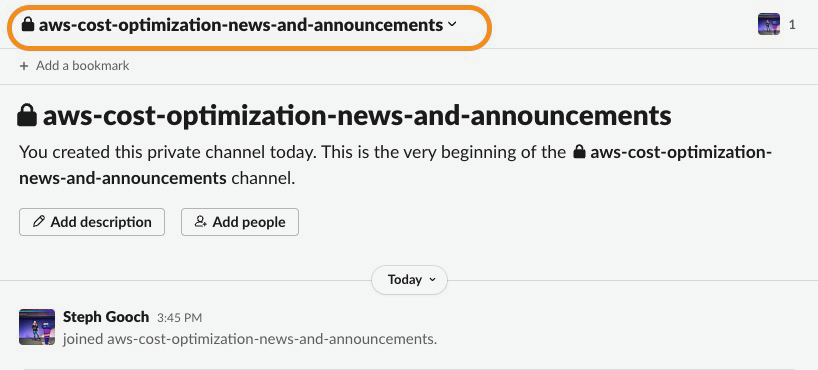 aws-cost-optimization-news-and-announcements
1
+ Add a bookmark
aws-cost-optimization-news-and-announcements
You created this private channel today. This is the very beginning of the aws-cost-optimization-
news-and-announcements channel.
Add description Add people
Today
Steph Gooch 3:45 PM
joined aws-cost-optimization-news-and-announcements.